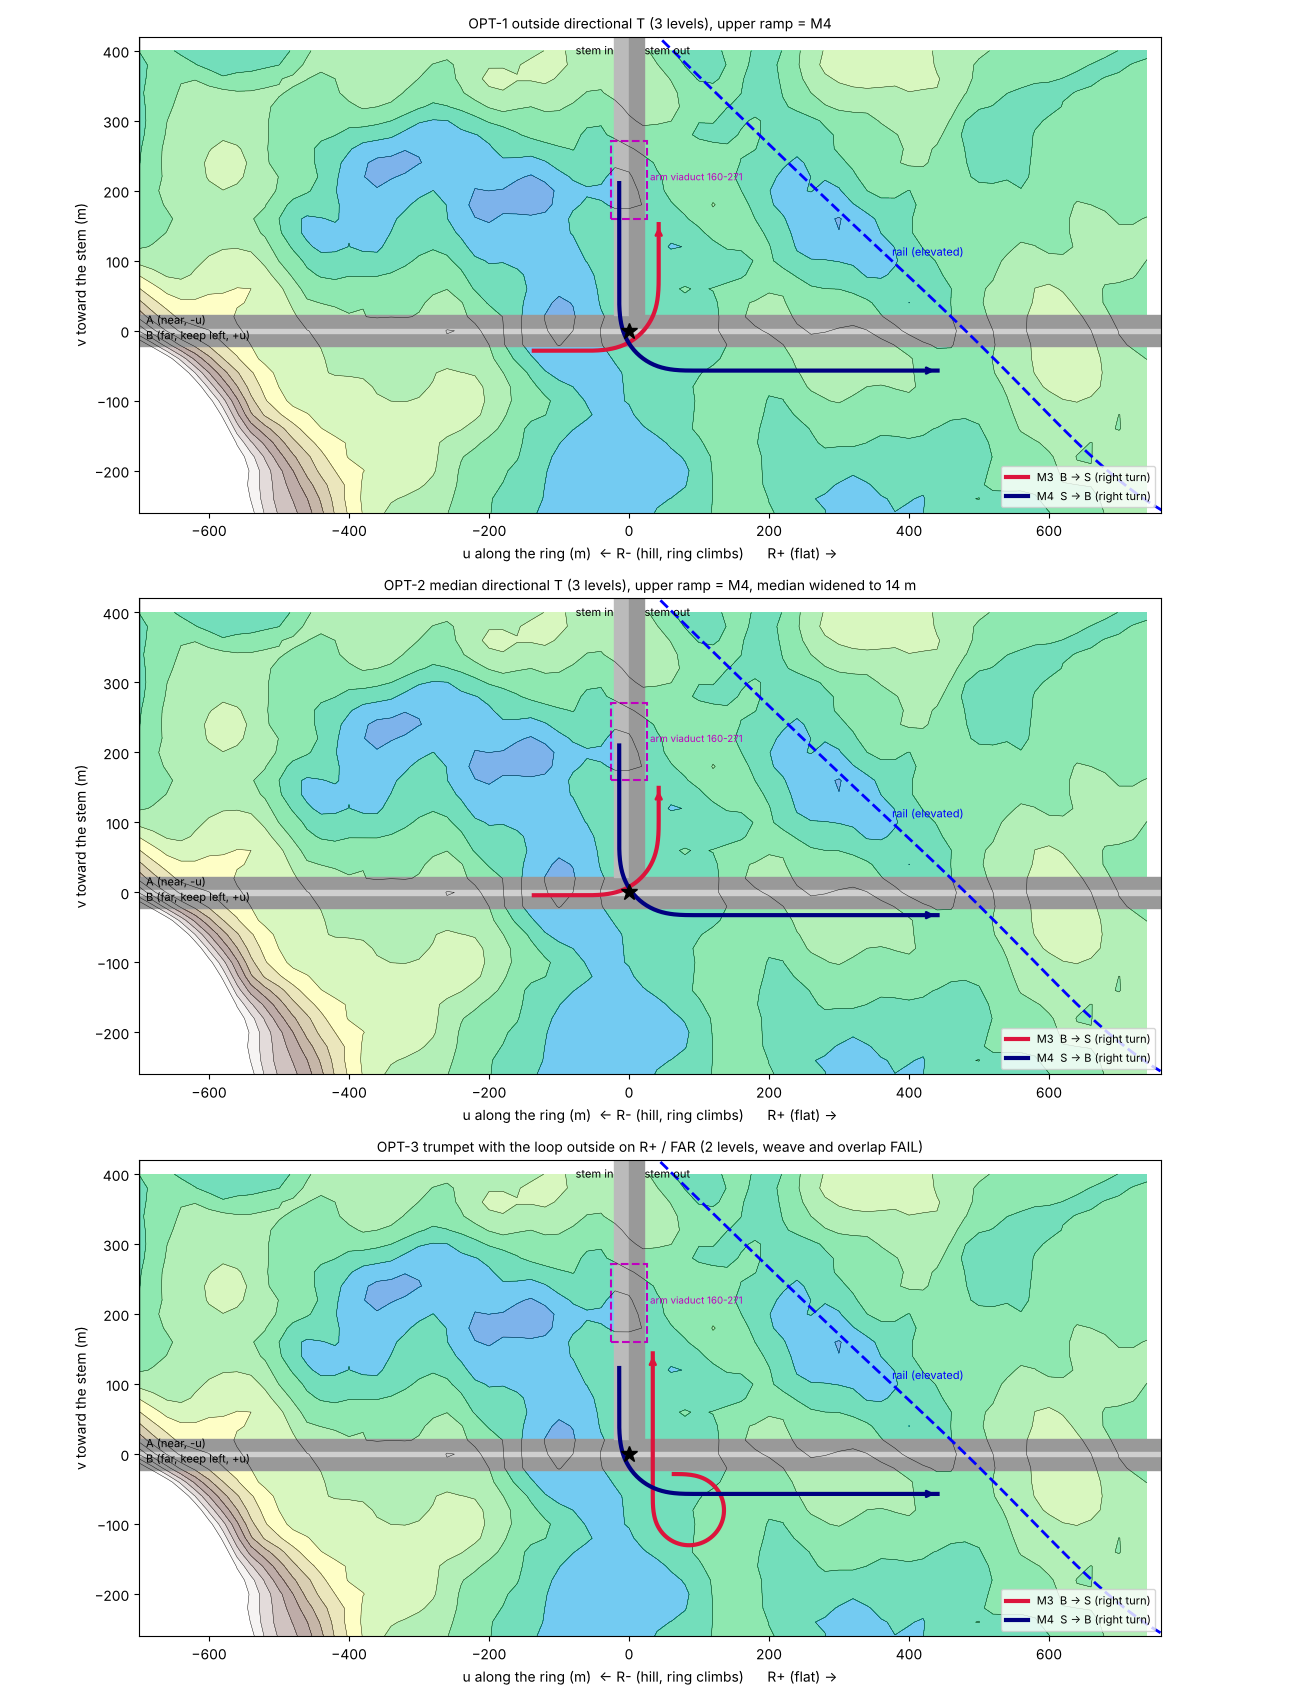 OPT-1 outside directional T (3 levels), upper ramp = M4
400
300
200
100
0
−100
−200
v toward the stem (m)
stem in
stem out
arm viaduct 160-271
rail (elevated)
A (near, -u)
B (far, keep left, +u)
M3 B → S (right turn)
M4 S → B (right turn)
−600
−400
−200
0
200
400
600
u along the ring (m) ← R- (hill, ring climbs) R+ (flat) →
OPT-2 median directional T (3 levels), upper ramp = M4, median widened to 14 m
400
300
200
100
0
−100
−200
v toward the stem (m)
stem in
stem out
arm viaduct 160-271
rail (elevated)
A (near, -u)
B (far, keep left, +u)
M3 B → S (right turn)
M4 S → B (right turn)
−600
−400
−200
0
200
400
600
u along the ring (m) ← R- (hill, ring climbs) R+ (flat) →
OPT-3 trumpet with the loop outside on R+ / FAR (2 levels, weave and overlap FAIL)
400
300
200
100
0
−100
−200
v toward the stem (m)
stem in
stem out
arm viaduct 160-271
rail (elevated)
A (near, -u)
B (far, keep left, +u)
M3 B → S (right turn)
M4 S → B (right turn)
−600
−400
−200
0
200
400
600
u along the ring (m) ← R- (hill, ring climbs) R+ (flat) →